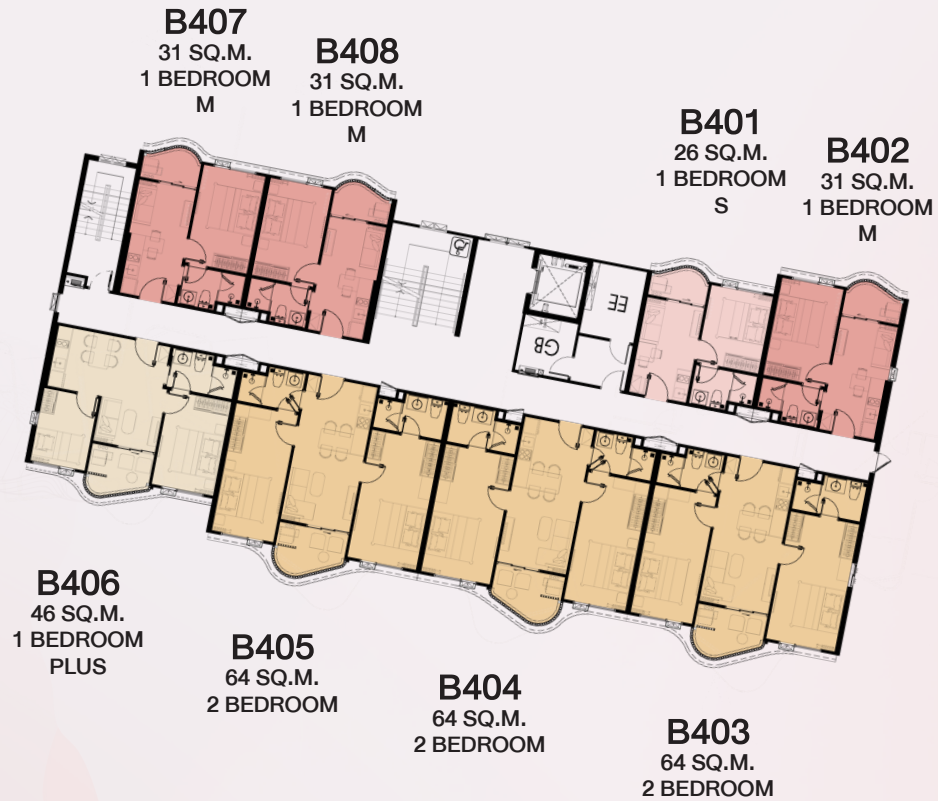 B407
31 SQ.M.
1 BEDROOM
M
B408
31 SQ.M.
1 BEDROOM
M
B401
26 SQ.M.
1 BEDROOM
S
B402
31 SQ.M.
1 BEDROOM
M
EE
GB
B406
46 SQ.M.
1 BEDROOM
PLUS
B405
64 SQ.M.
2 BEDROOM
B404
64 SQ.M.
2 BEDROOM
B403
64 SQ.M.
2 BEDROOM